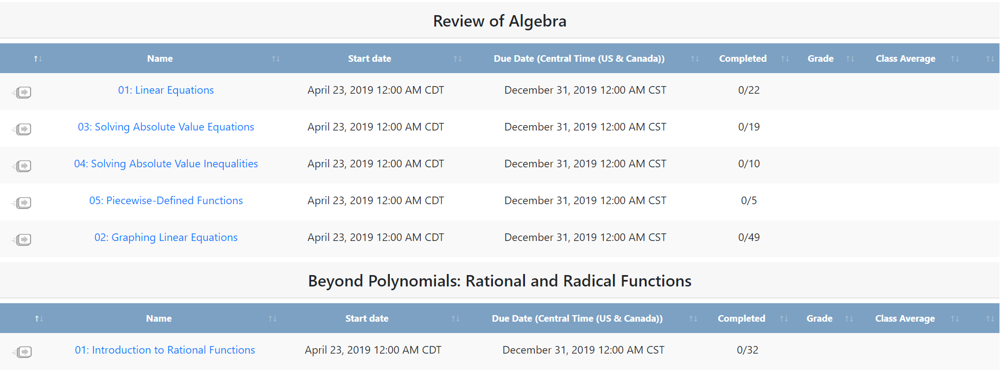 Review of Algebra
Name Start date Due Date (Central Time (US & Canada)) Completed Grade Class Average
01: Linear Equations April 23, 2019 12:00 AM CDT December 31, 2019 12:00 AM CST 0/22
03: Solving Absolute Value Equations April 23, 2019 12:00 AM CDT December 31, 2019 12:00 AM CST 0/19
04: Solving Absolute Value Inequalities April 23, 2019 12:00 AM CDT December 31, 2019 12:00 AM CST 0/10
05: Piecewise-Defined Functions April 23, 2019 12:00 AM CDT December 31, 2019 12:00 AM CST 0/5
02: Graphing Linear Equations April 23, 2019 12:00 AM CDT December 31, 2019 12:00 AM CST 0/49
Beyond Polynomials: Rational and Radical Functions
Name Start date Due Date (Central Time (US & Canada)) Completed Grade Class Average
01: Introduction to Rational Functions April 23, 2019 12:00 AM CDT December 31, 2019 12:00 AM CST 0/32